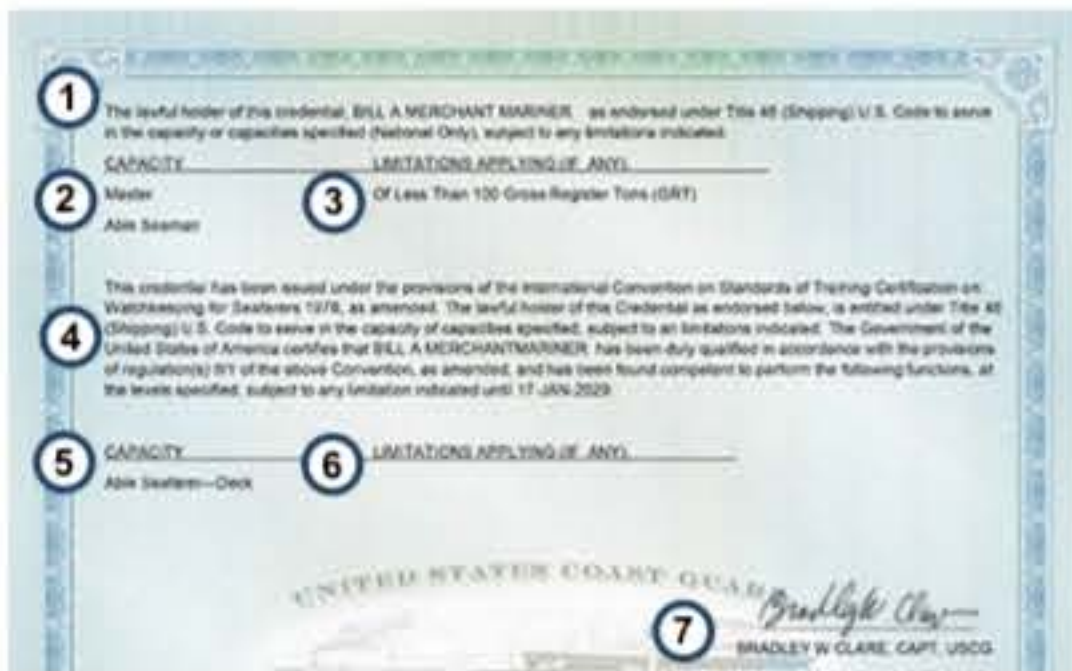 1
The lawful holder of this credential, BILL A MERCHANT MARINER as endorsed under Title 46 (Shipping) U.S. Code to serve
in the capacity or capacities specified (National Only), subject to any limitations indicated.
CAPACITY LIMITATIONS APPLYING (IF ANY)
2 Master 3 Of Less Than 100 Gross Register Tons (GRT)
Able Seaman
This credential has been issued under the provisions of the International Convention on Standards of Training Certification on
Watchkeeping for Seafarers 1978, as amended. The lawful holder of this Credential as endorsed below, is entitled under Title 46
4 (Shipping) U.S. Code to serve in the capacity of capacities specified, subject to an limitations indicated. The Government of the
United States of America certifies that BILL A MERCHANTMARINER has been duly qualified in accordance with the provisions
of regulation(s) of the above Convention, as amended, and has been found competent to perform the following functions, at
the levels specified, subject to any limitation indicated until 17-JAN-2029
5 CAPACITY 6 LIMITATIONS APPLYING (IF ANY)
Able Seafarer—Deck
UNITED STATES COAST GUAR
7
BRADLEY W CLARE, CAPT, USCG